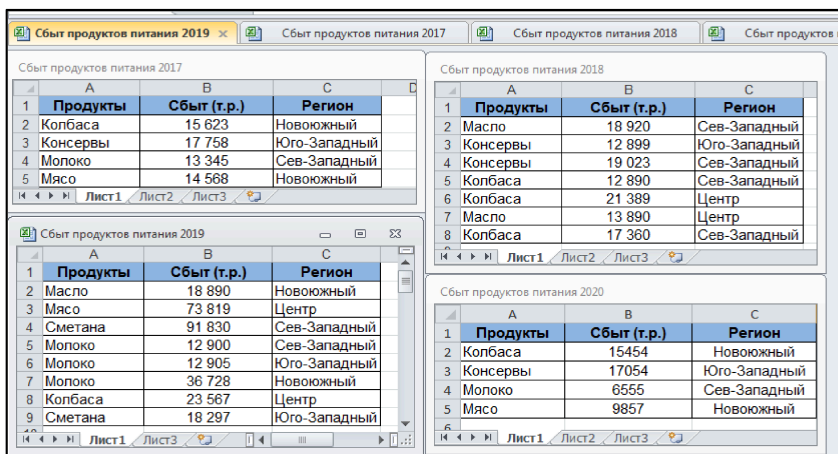 Сбыт продуктов питания 2019 Сбыт продуктов питания 2017 Сбыт продуктов питания 2018 Сбыт продуктов
Сбыт продуктов питания 2017
A B C D
1 Продукты Сбыт (т.р.) Регион
2 Колбаса 15 623 Новоюжный
3 Консервы 17 758 Юго-Западный
4 Молоко 13 345 Сев-Западный
5 Мясо 14 568 Новоюжный
Лист1 Лист2 Лист3
Сбыт продуктов питания 2018
A B C
1 Продукты Сбыт (т.р.) Регион
2 Масло 18 920 Сев-Западный
3 Консервы 12 899 Юго-Западный
4 Консервы 19 023 Сев-Западный
5 Колбаса 12 890 Сев-Западный
6 Колбаса 21 389 Центр
7 Масло 13 890 Центр
8 Колбаса 17 360 Сев-Западный
Лист1 Лист2 Лист3
Сбыт продуктов питания 2019
A B C
1 Продукты Сбыт (т.р.) Регион
2 Масло 18 890 Новоюжный
3 Мясо 73 819 Центр
4 Сметана 91 830 Сев-Западный
5 Молоко 12 900 Сев-Западный
6 Молоко 12 905 Юго-Западный
7 Молоко 36 728 Новоюжный
8 Колбаса 23 567 Центр
9 Сметана 18 297 Юго-Западный
Лист1 Лист3
Сбыт продуктов питания 2020
A B C
1 Продукты Сбыт (т.р.) Регион
2 Колбаса 15454 Новоюжный
3 Консервы 17054 Юго-Западный
4 Молоко 6555 Сев-Западный
5 Мясо 9857 Новоюжный
6
Лист1 Лист2 Лист3